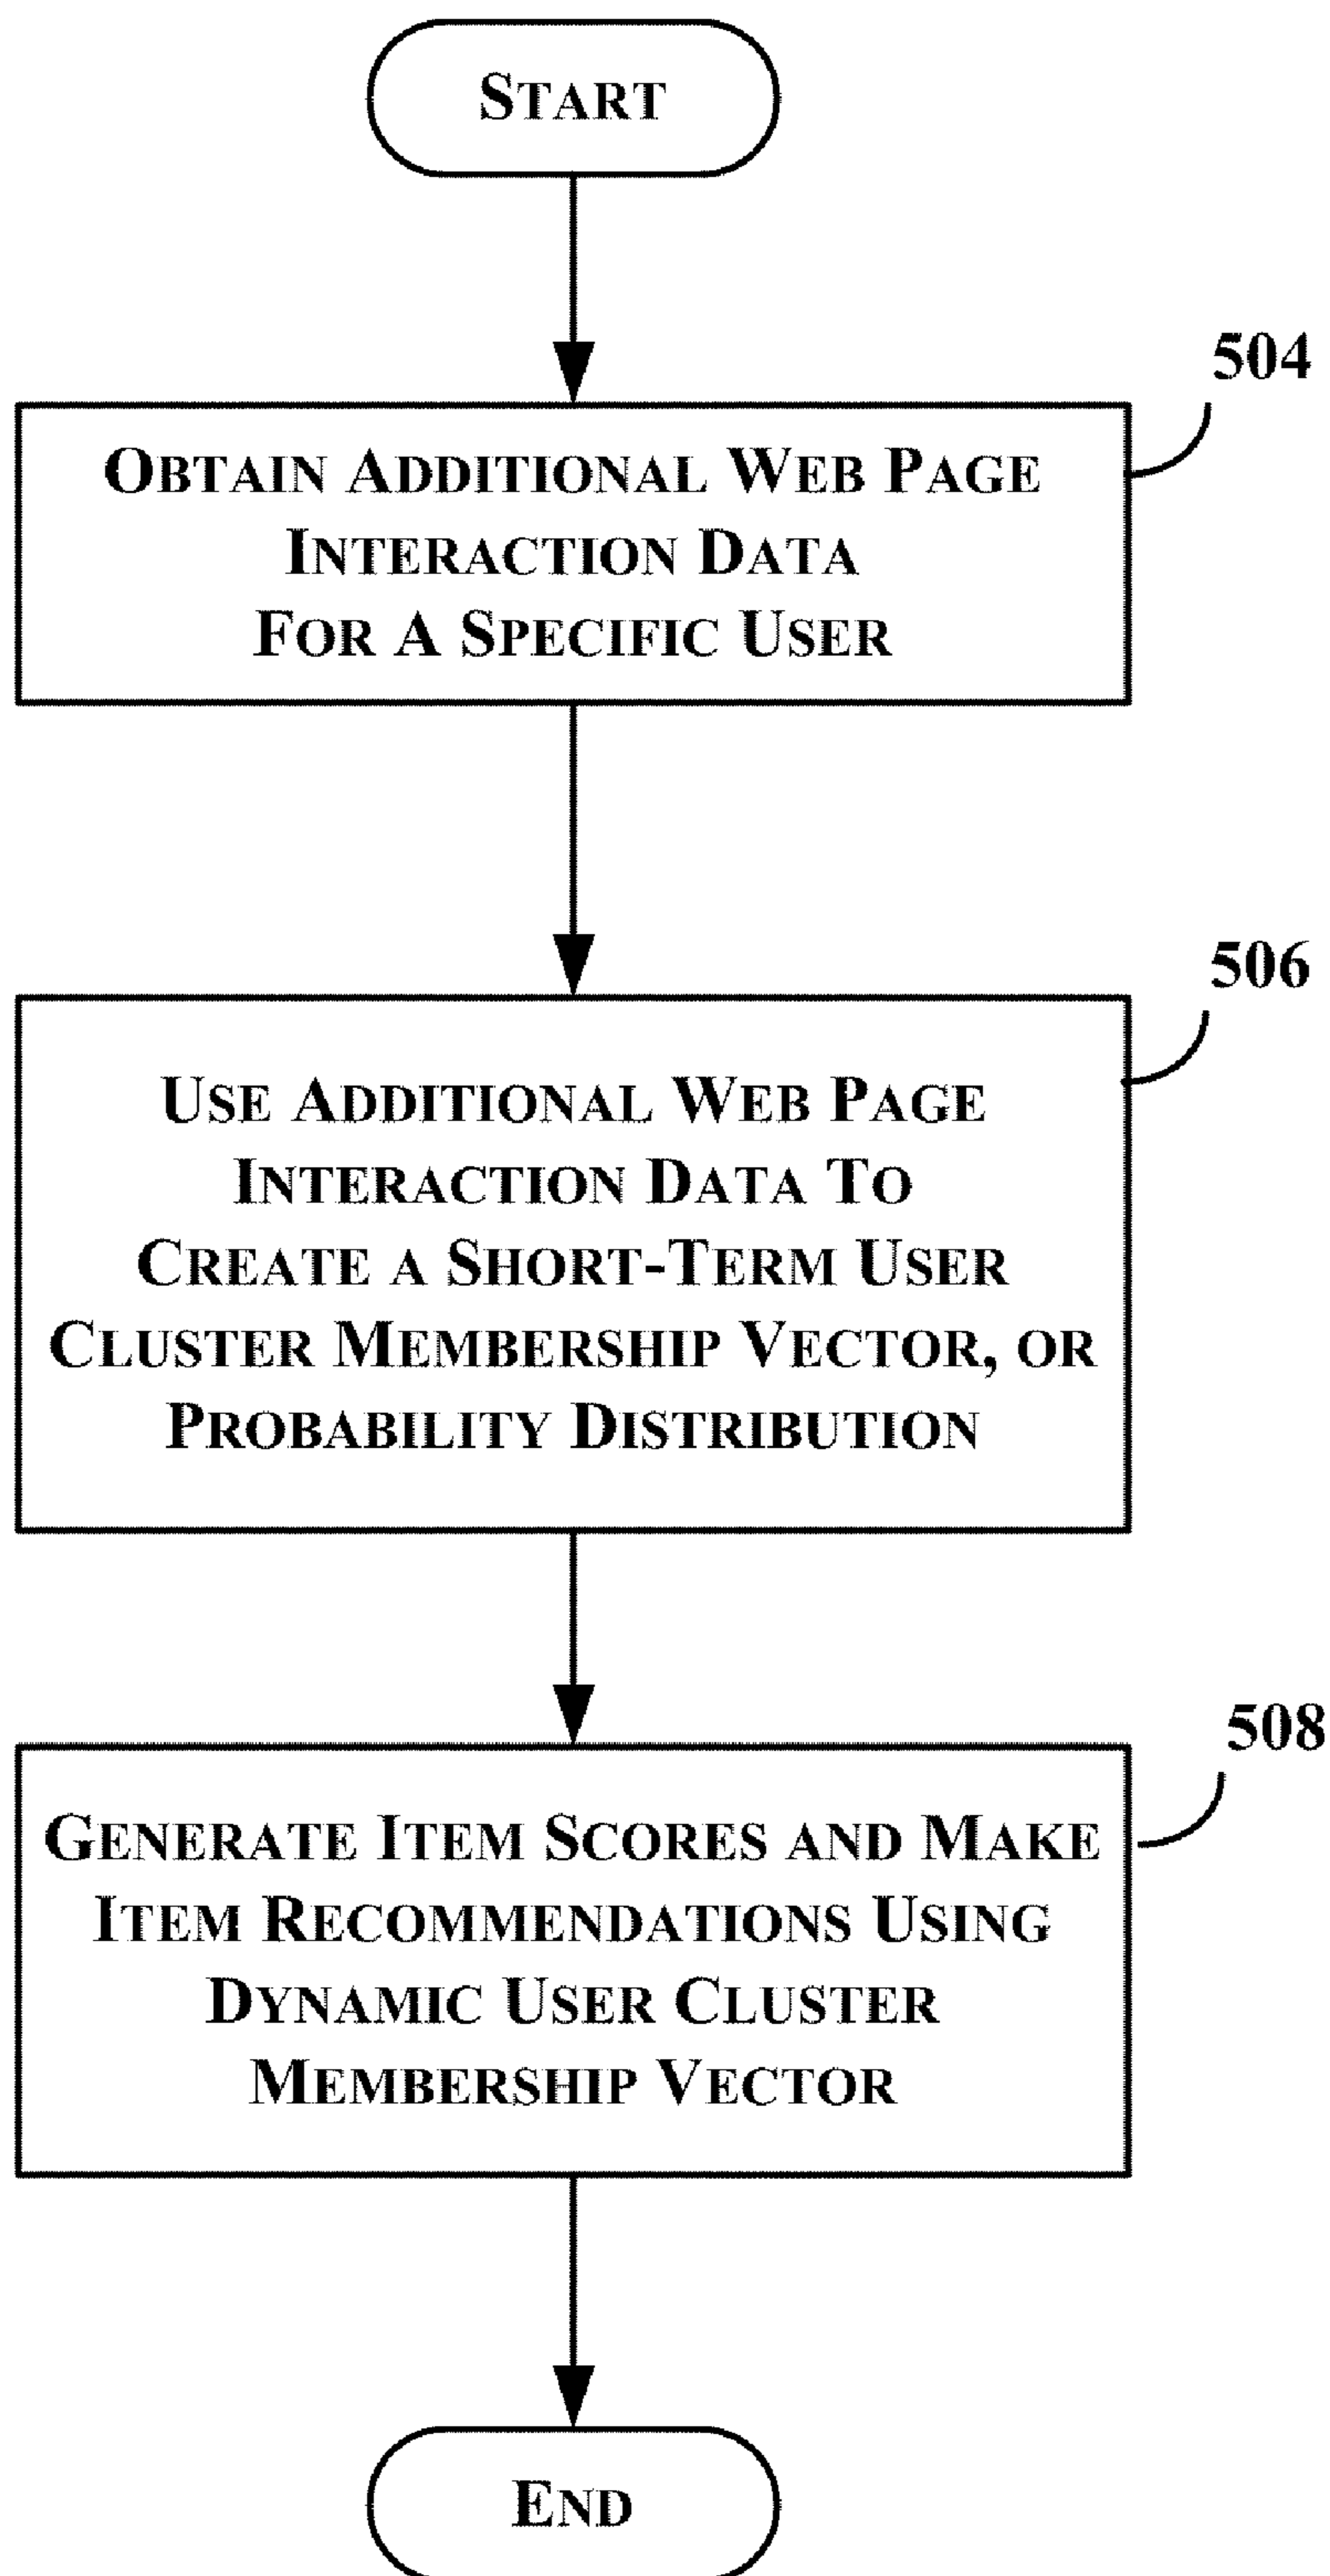 START
504
OBTAIN ADDITIONAL WEB PAGE
INTERACTION DATA
FOR A SPECIFIC USER
506
USE ADDITIONAL WEB PAGE
INTERACTION DATA TO
CREATE A SHORT-TERM USER
CLUSTER MEMBERSHIP VECTOR, OR
PROBABILITY DISTRIBUTION
508
GENERATE ITEM SCORES AND MAKE
ITEM RECOMMENDATIONS USING
DYNAMIC USER CLUSTER
MEMBERSHIP VECTOR
END